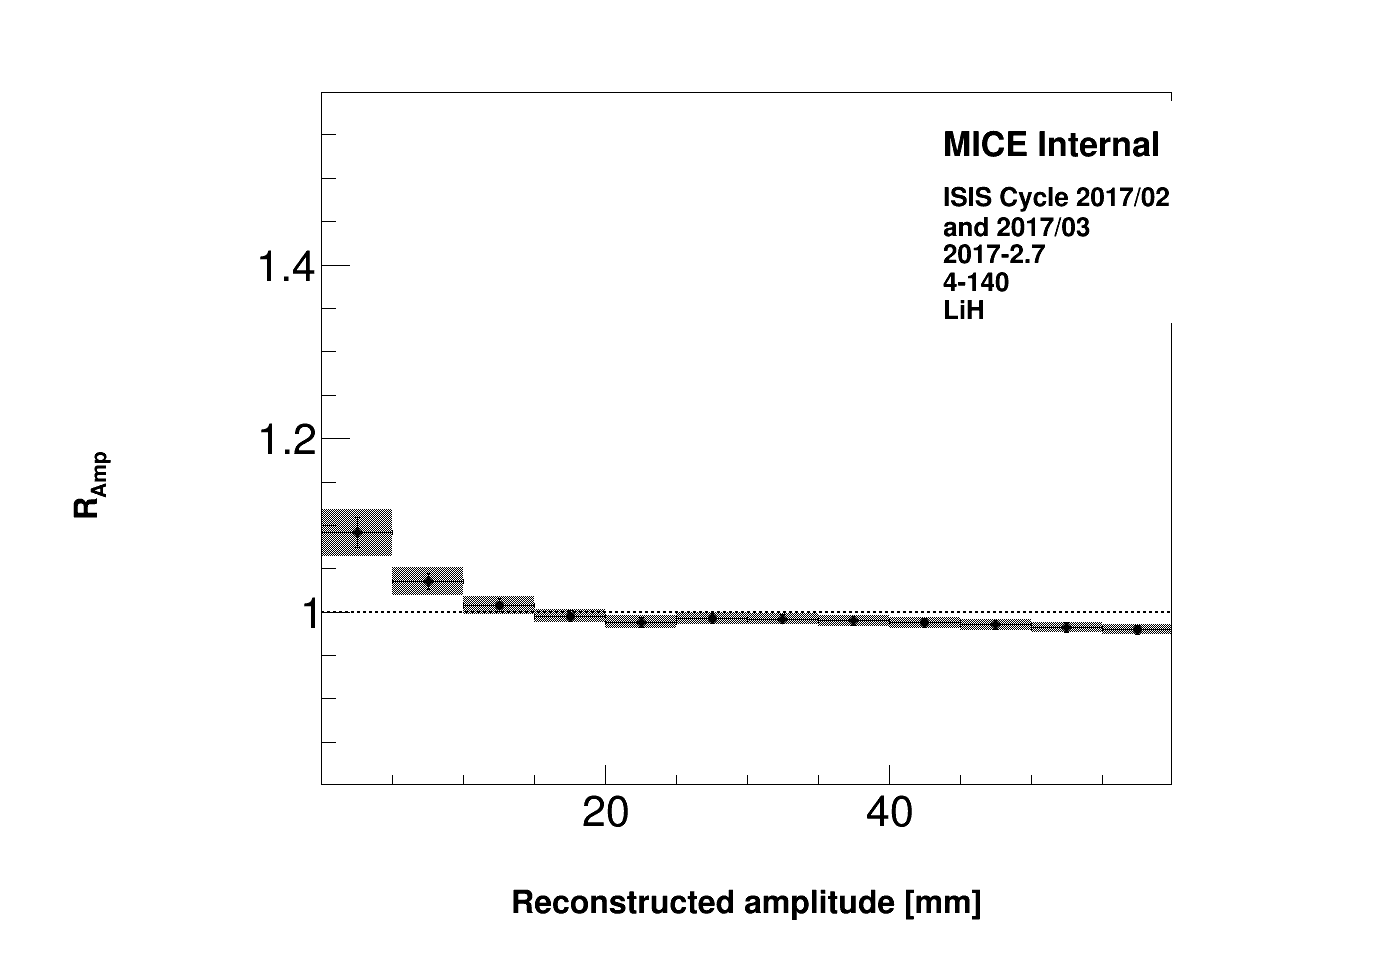 MICE Internal
ISIS Cycle 2017/02
and 2017/03
2017-2.7
4-140
LiH
1.4
1.2
1
R_Amp
20 40
Reconstructed amplitude [mm]